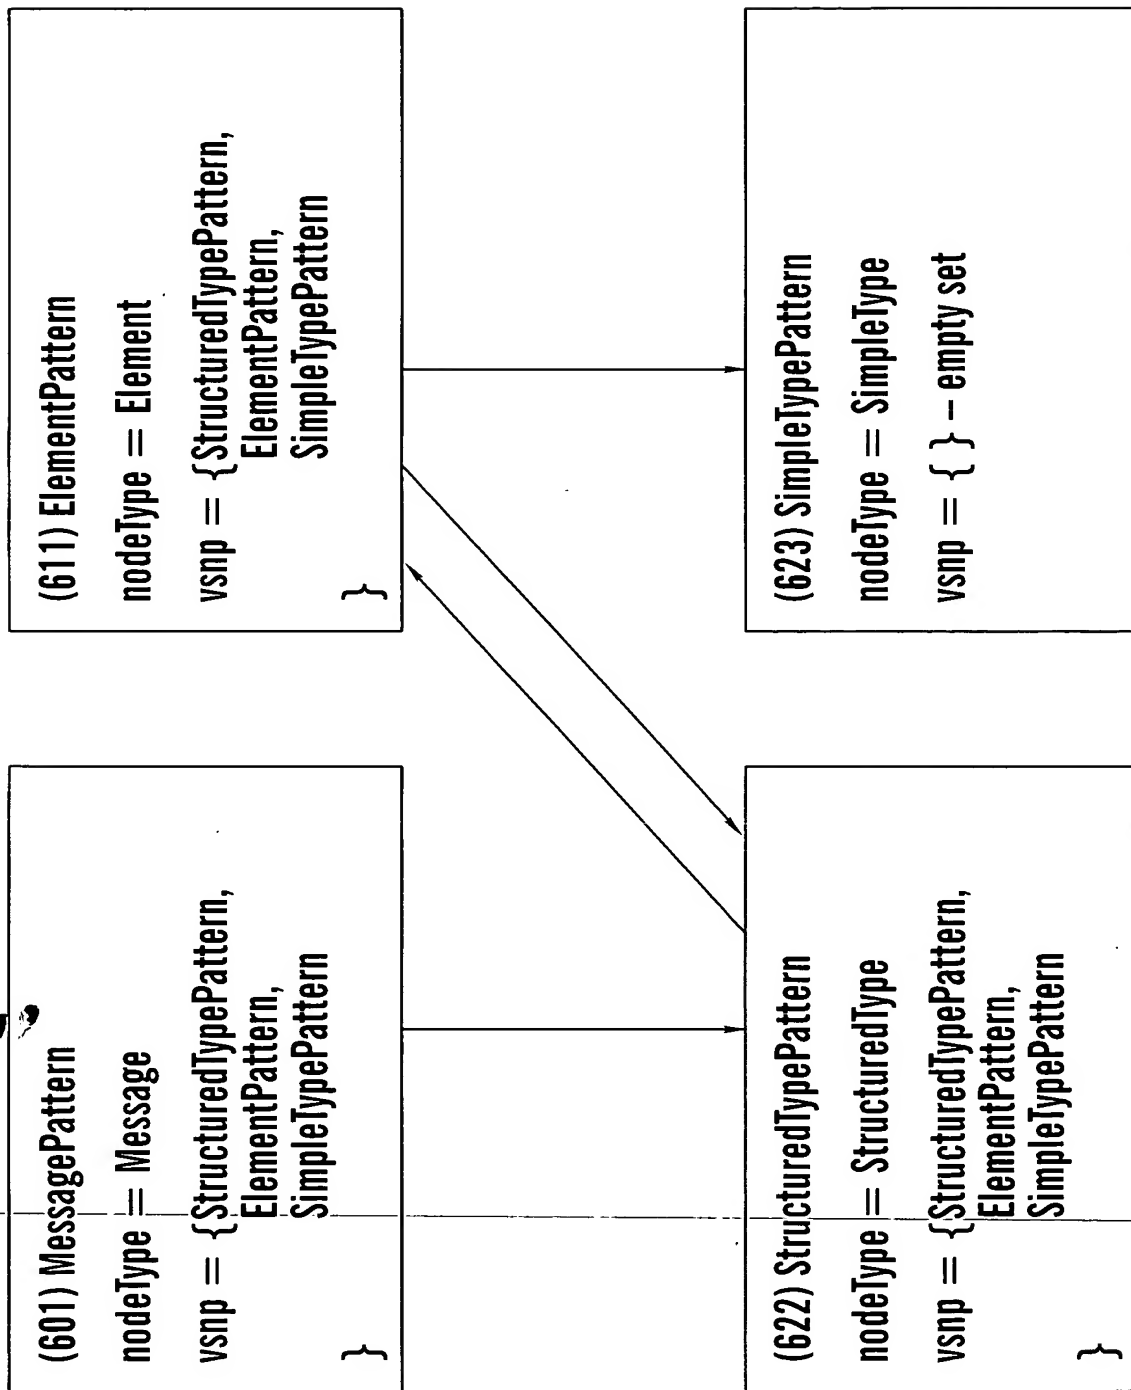 (601) MessagePattern
nodeType = Message
vsnp = {StructuredTypePattern,
ElementPattern,
SimpleTypePattern
}
(622) StructuredTypePattern
nodeType = StructuredType
vsnp = {StructuredTypePattern,
ElementPattern,
SimpleTypePattern
}
(611) ElementPattern
nodeType = Element
vsnp = {StructuredTypePattern,
ElementPattern,
SimpleTypePattern
}
(623) SimpleTypePattern
nodeType = SimpleType
vsnp = { } – empty set